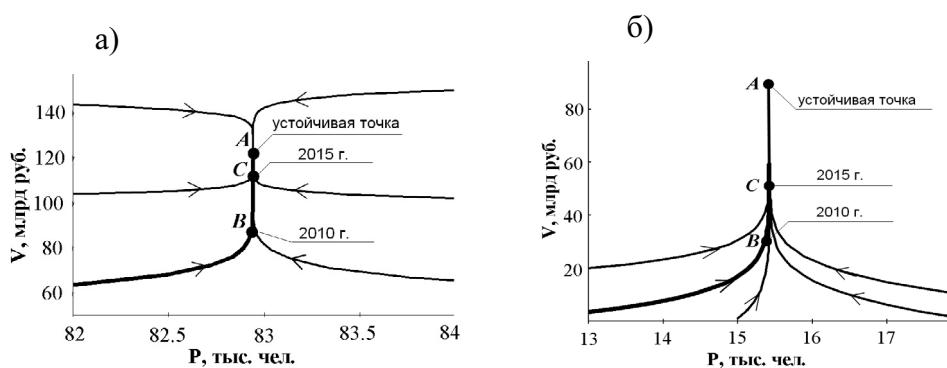 а)
V, млрд руб.
140
120
100
80
60
A
устойчивая точка
C
2015 г.
B
2010 г.
82
82.5
83
83.5
84
P, тыс. чел.
б)
V, млрд руб.
80
60
40
20
A
устойчивая точка
C
2015 г.
2010 г.
B
13
14
15
16
17
P, тыс. чел.